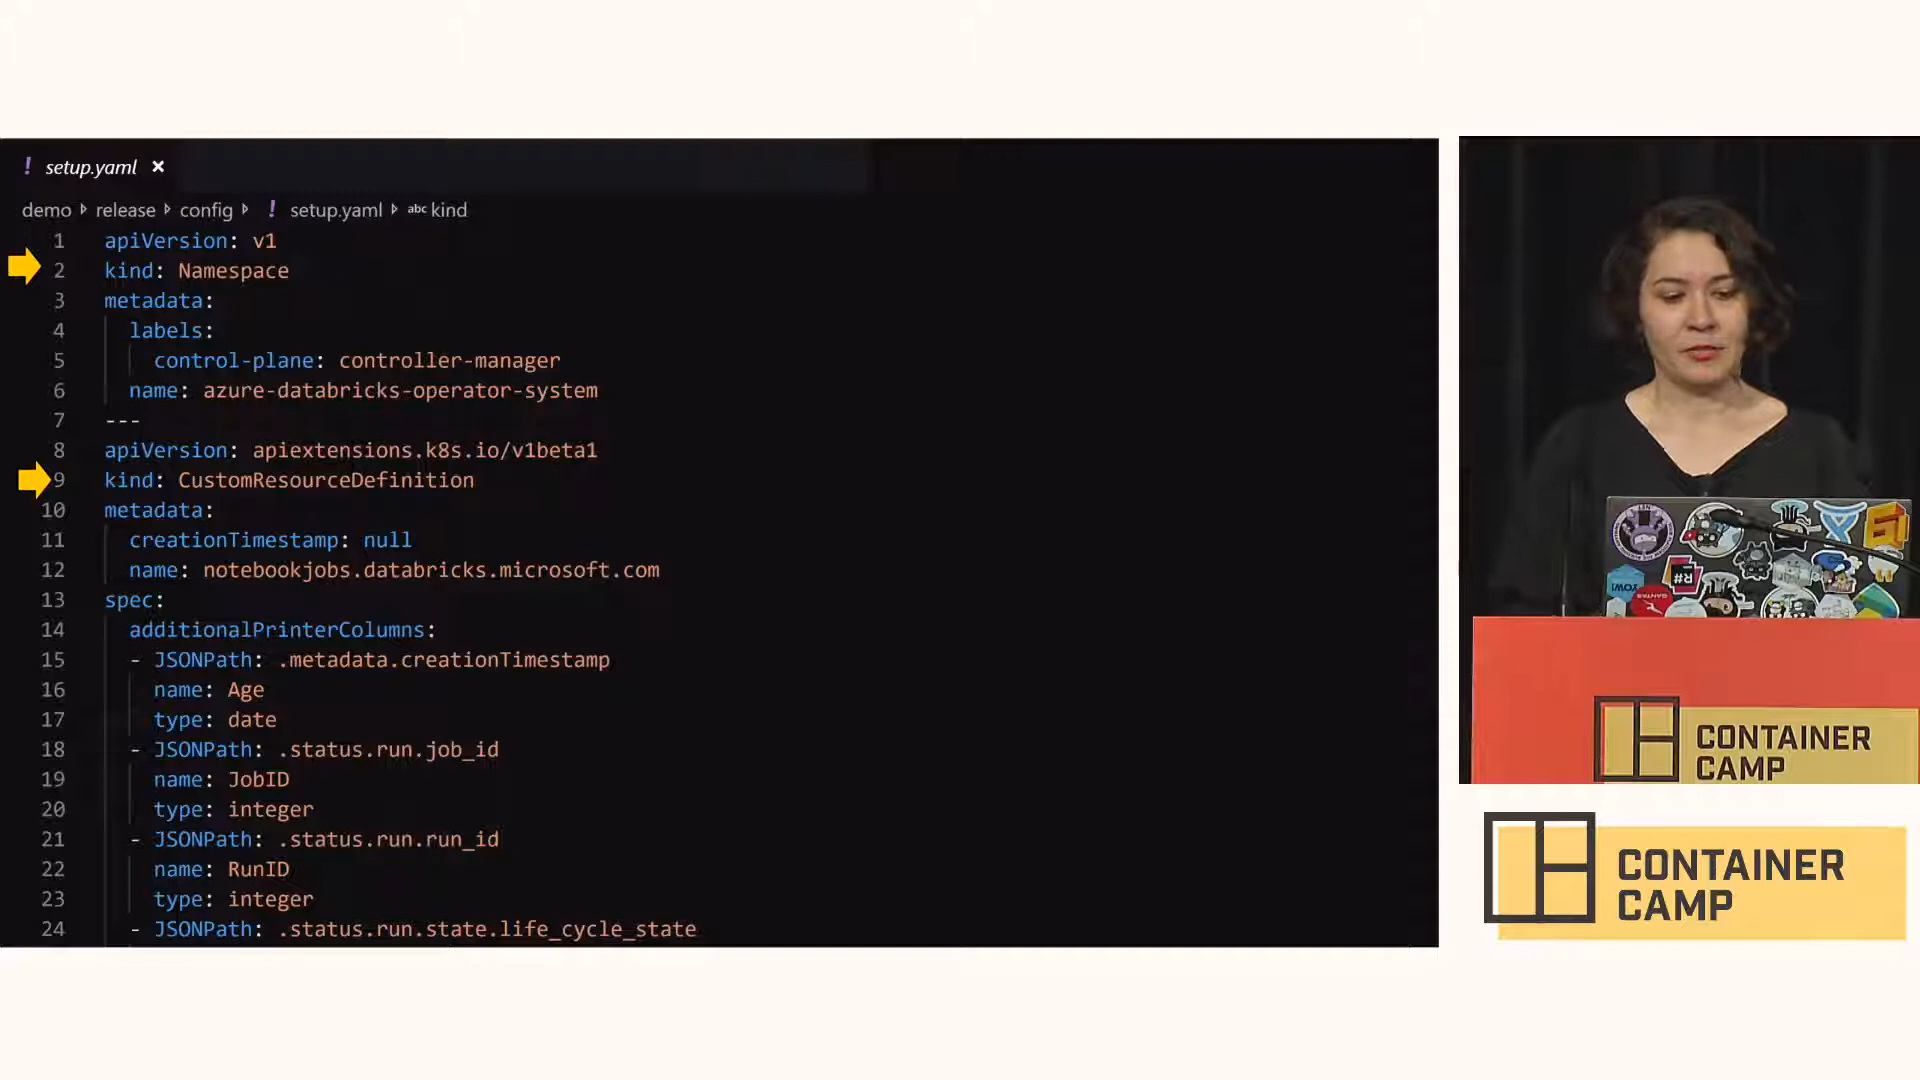 ! setup.yaml ×
demo release config ! setup.yaml abc kind
1 apiVersion: v1
2 kind: Namespace
3 metadata:
4 labels:
5 control-plane: controller-manager
6 name: azure-databricks-operator-system
7 ---
8 apiVersion: apiextensions.k8s.io/v1beta1
9 kind: CustomResourceDefinition
10 metadata:
11 creationTimestamp: null
12 name: notebookjobs.databricks.microsoft.com
13 spec:
14 additionalPrinterColumns:
15 - JSONPath: .metadata.creationTimestamp
16 name: Age
17 type: date
18 - JSONPath: .status.run.job_id
19 name: JobID
20 type: integer
21 - JSONPath: .status.run.run_id
22 name: RunID
23 type: integer
24 - JSONPath: .status.run.state.life_cycle_state
R#
QANTAS
CONTAINER
CAMP
CONTAINER
CAMP